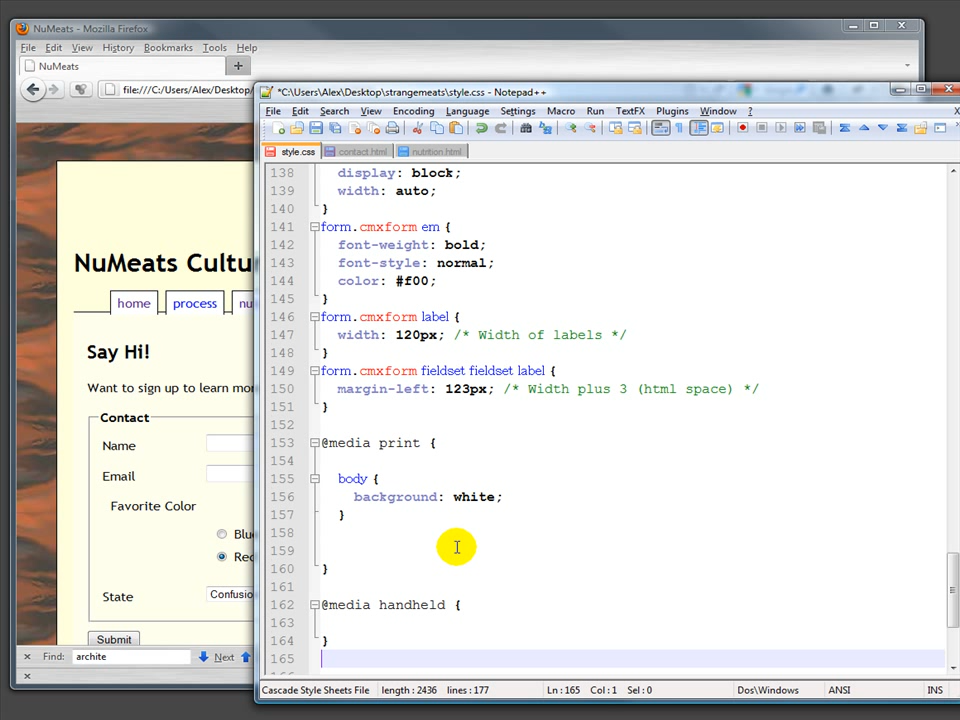 NuMeats - Mozilla Firefox
File Edit View History Bookmarks Tools Help
NuMeats
file:///C:/Users/Alex/Desktop/
NuMeats Cultu
home process nu
Say Hi!
Want to sign up to learn mor
Contact
Name
Email
Favorite Color
Blu
Red
State
Confusio
Submit
× Find: archite Next
×
*C:\Users\Alex\Desktop\strangemeats\style.css - Notepad++
File Edit Search View Encoding Language Settings Macro Run TextFX Plugins Window ? X
style.css contact.html nutrition.html
138 display: block;
139 width: auto;
140 }
141 form.cmxform em {
142 font-weight: bold;
143 font-style: normal;
144 color: #f00;
145 }
146 form.cmxform label {
147 width: 120px; /* Width of labels */
148 }
149 form.cmxform fieldset fieldset label {
150 margin-left: 123px; /* Width plus 3 (html space) */
151 }
152
153 @media print {
154
155 body {
156 background: white;
157 }
158
159
160 }
161
162 @media handheld {
163
164 }
165
Cascade Style Sheets File length : 2436 lines : 177 Ln : 165 Col : 1 Sel : 0 Dos\Windows ANSI INS